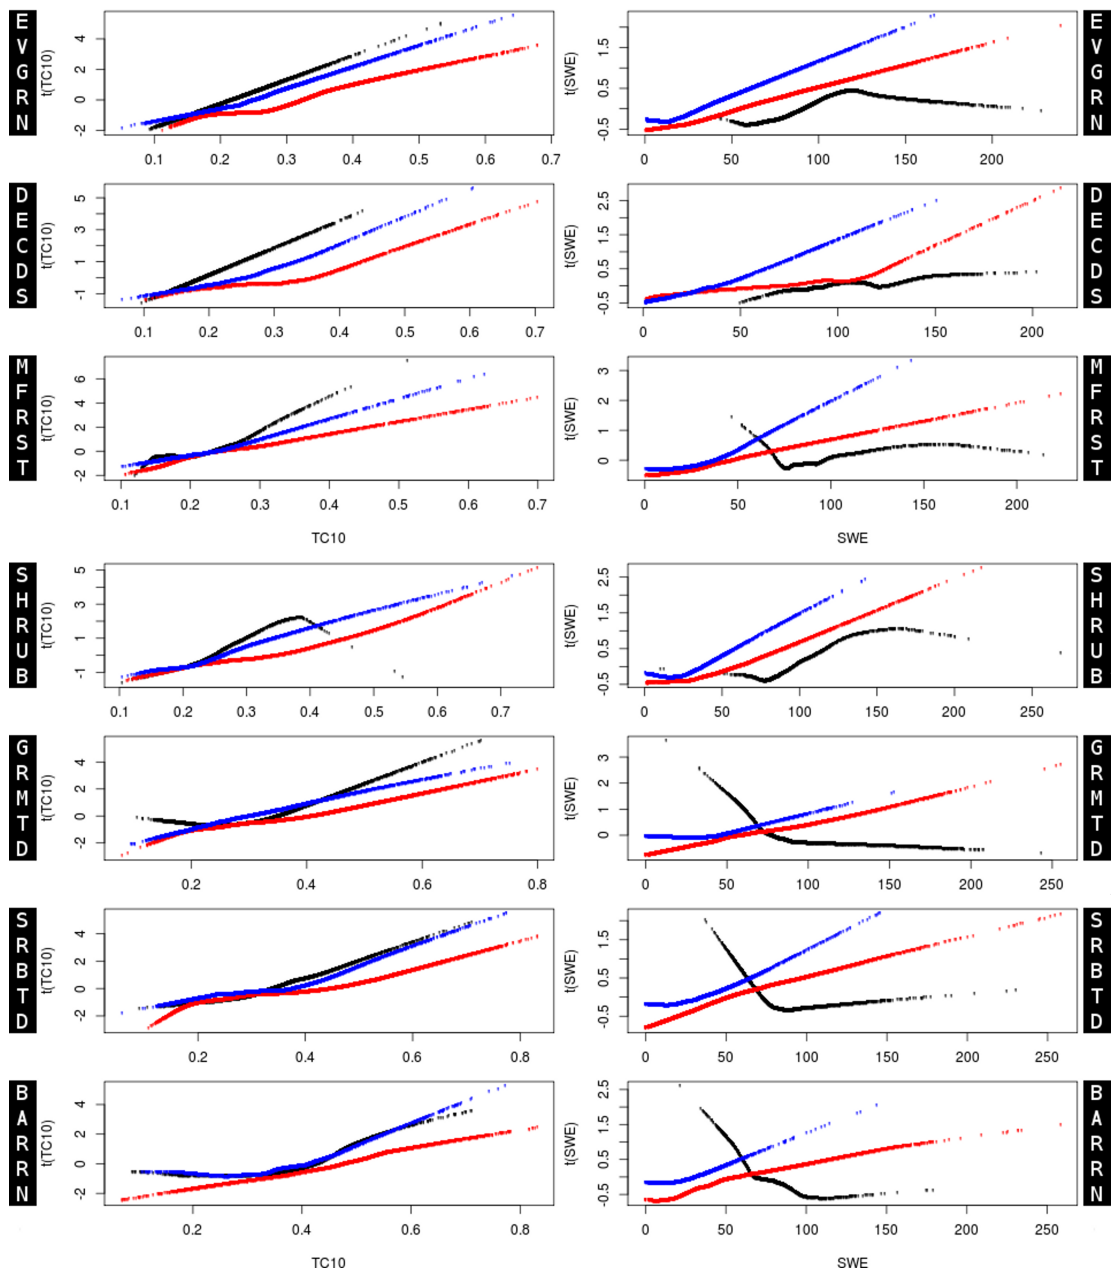 EVGRN
t(TC10)
4
2
0
-2
0.1 0.2 0.3 0.4 0.5 0.6 0.7
t(SWE)
1.5
0.5
-0.5
0 50 100 150 200
EVGRN
DECDS
t(TC10)
5
3
1
-1
0.1 0.2 0.3 0.4 0.5 0.6 0.7
t(SWE)
2.5
1.5
0.5
-0.5
0 50 100 150 200
DECDS
MFRST
t(TC10)
6
4
2
0
-2
0.1 0.2 0.3 0.4 0.5 0.6 0.7
TC10
t(SWE)
3
2
1
0
0 50 100 150 200
SWE
MFRST
SHRUB
t(TC10)
5
3
1
-1
0.1 0.2 0.3 0.4 0.5 0.6 0.7
t(SWE)
2.5
1.5
0.5
-0.5
0 50 100 150 200 250
SHRUB
GRMTD
t(TC10)
4
2
0
-2
0.2 0.4 0.6 0.8
t(SWE)
3
2
1
0
0 50 100 150 200 250
GRMTD
SRBTD
t(TC10)
4
2
0
-2
0.2 0.4 0.6 0.8
t(SWE)
1.5
0.5
-0.5
0 50 100 150 200 250
SRBTD
BARRN
t(TC10)
4
2
0
-2
0.2 0.4 0.6 0.8
TC10
t(SWE)
2.5
1.5
0.5
-0.5
0 50 100 150 200 250
SWE
BARRN